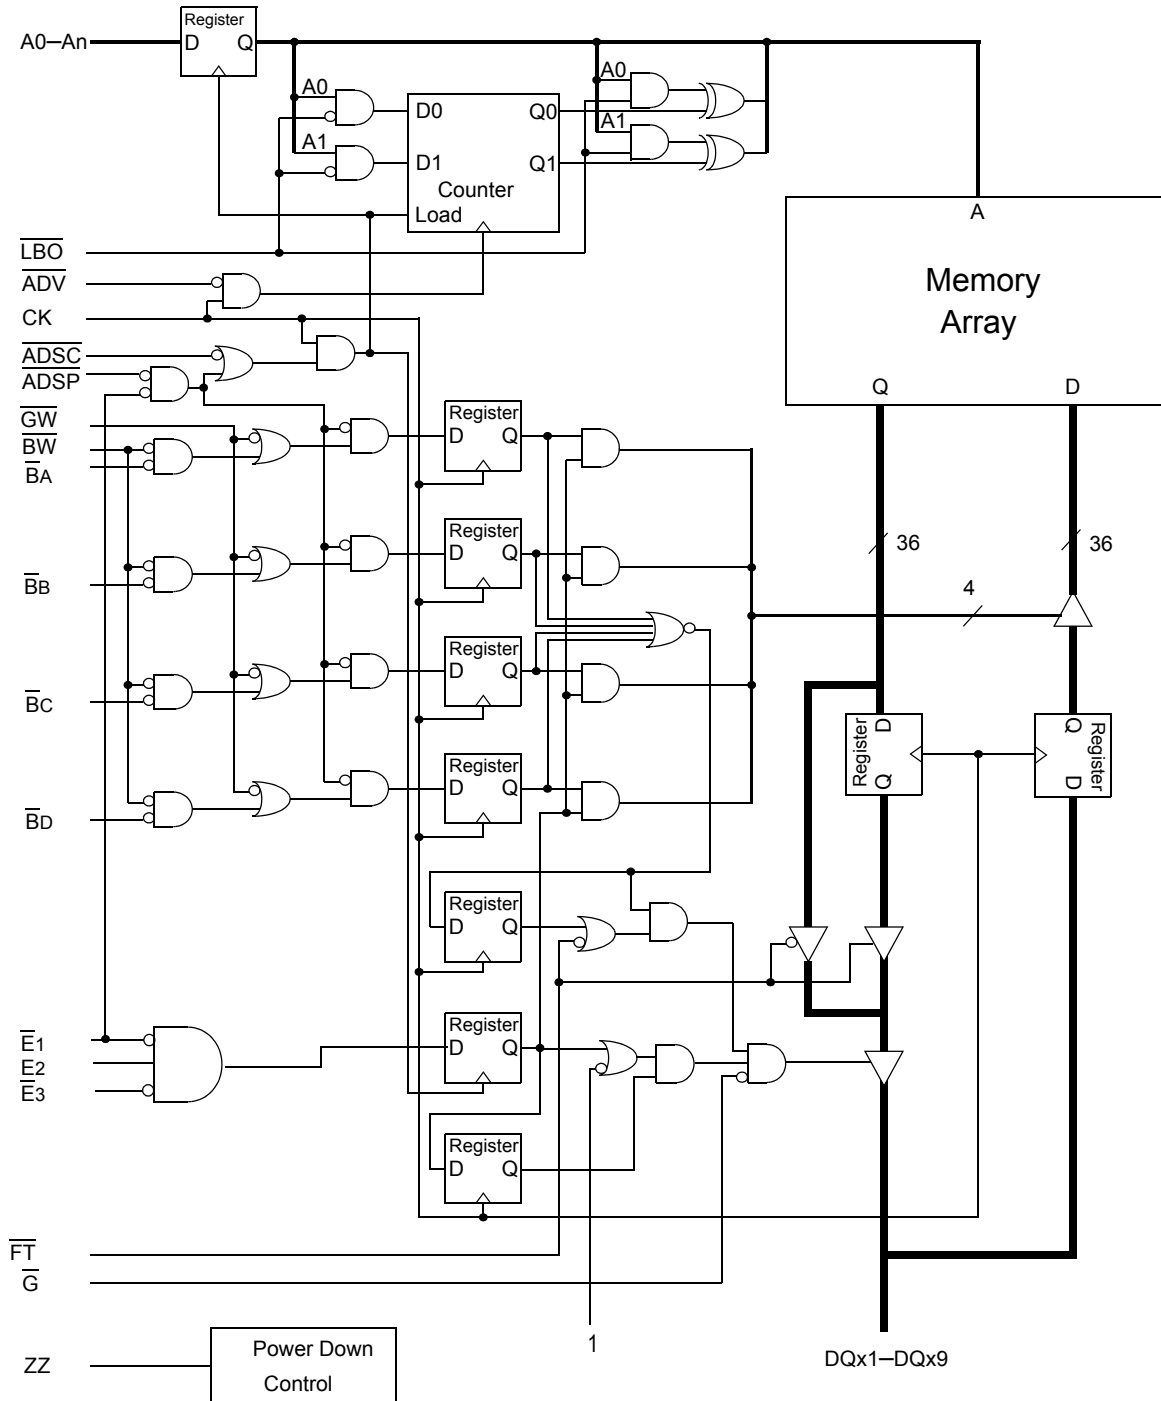 Register
A0–An
D Q
A0
A0
D0
Q0
A1
A1
D1
Q1
Counter
Load
A
LBO
ADV
Memory
CK
Array
ADSC
ADSP
Q
D
GW
Register
D Q
BW
BA
Register
D Q
36
36
BB
4
Register
D Q
BC
Register
D
Q
Register
Q
D
Register
D Q
BD
Register
D Q
Register
D Q
E1
E2
E3
Register
D Q
FT
G
1
Power Down
Control
ZZ
DQx1–DQx9